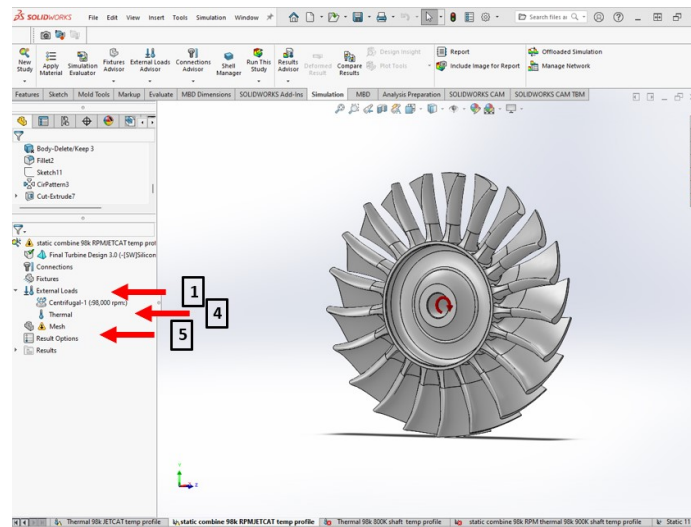 SOLIDWORKS File Edit View Insert Tools Simulation Window
Search files
New Study
Apply Material
Simulation Evaluator
Fixtures Advisor
External Loads Advisor
Connections Advisor
Shell Manager
Run This Study
Results Advisor
Deformed Result
Compare Results
Design Insight
Plot Tools
Report
Include Image for Report
Offloaded Simulation
Manage Network
Features Sketch Mold Tools Markup Evaluate MBD Dimensions SOLIDWORKS Add-Ins Simulation MBD Analysis Preparation SOLIDWORKS CAM SOLIDWORKS CAM TBM
Body-Delete/Keep 3
Fillet2
Sketch11
CirPattern3
Cut-Extrude7
static combine 98k RPMJETCAT temp prof
Final Turbine Design 3.0 (-[SW]Silicon
Connections
Fixtures
External Loads
1
Centrifugal-1 (:98,000 rpm:)
4
Thermal
Mesh
5
Result Options
Results
Thermal 98k JETCAT temp profile static combine 98k RPMJETCAT temp profile Thermal 98k 800K shaft temp profile static combine 98k RPM thermal 98k 900K shaft temp profile Static 11